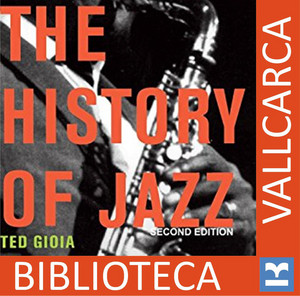 THE
HISTORY
OF JAZZ
SECOND EDITION
TED GIOIA
BIBLIOTECA
VALLCARCA